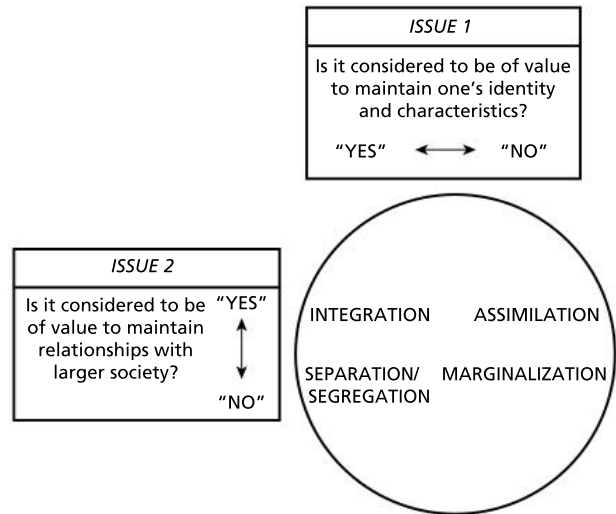 ISSUE 1
Is it considered to be of value
to maintain one’s identity
and characteristics?
“YES” “NO”
ISSUE 2
Is it considered to be
of value to maintain
relationships with
larger society?
“YES”
“NO”
INTEGRATION ASSIMILATION
SEPARATION/ MARGINALIZATION
SEGREGATION